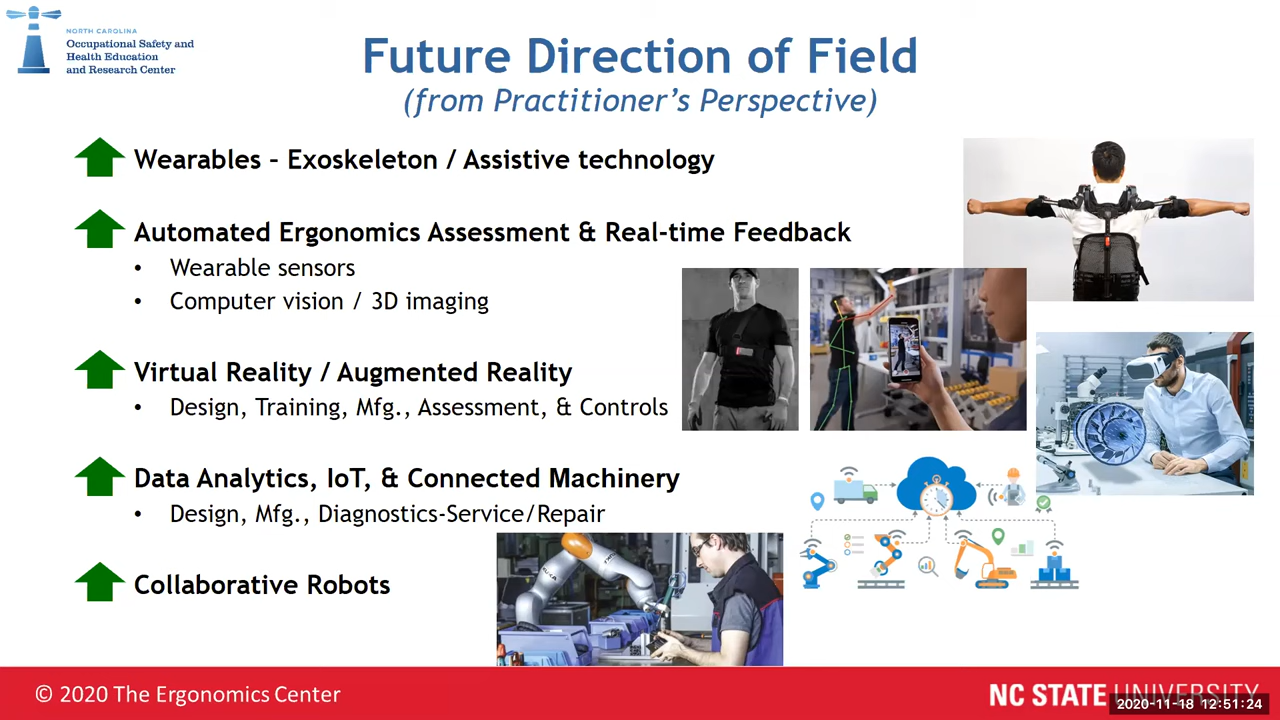 NORTH CAROLINA
Occupational Safety and
Health Education
and Research Center
Future Direction of Field
(from Practitioner's Perspective)
Wearables – Exoskeleton / Assistive technology
Automated Ergonomics Assessment & Real-time Feedback
• Wearable sensors
• Computer vision / 3D imaging
Virtual Reality / Augmented Reality
• Design, Training, Mfg., Assessment, & Controls
Data Analytics, IoT, & Connected Machinery
• Design, Mfg., Diagnostics-Service/Repair
Collaborative Robots
© 2020 The Ergonomics Center
NC STATE UNIVERSITY
2020-11-18 12:51:24